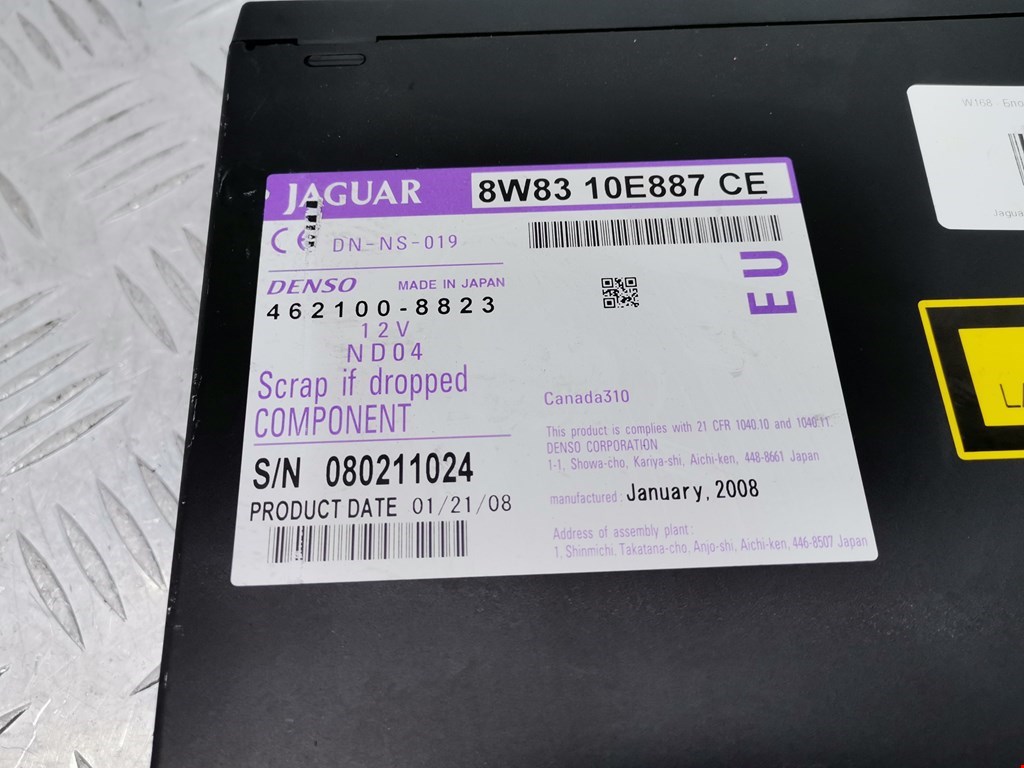 JAGUAR
8W83 10E887 CE
CE DN-NS-019
EU
DENSO MADE IN JAPAN
462100-8823
12V
ND04
Scrap if dropped
COMPONENT
S/N 080211024
PRODUCT DATE 01/21/08
Canada310
This product is complies with 21 CFR 1040.10 and 1040.11.
DENSO CORPORATION
1-1, Showa-cho, Kariya-shi, Aichi-ken, 448-8661 Japan
manufactured: January, 2008
Address of assembly plant:
1, Shinmichi, Takatana-cho, Anjo-shi, Aichi-ken, 446-8507 Japan
W168